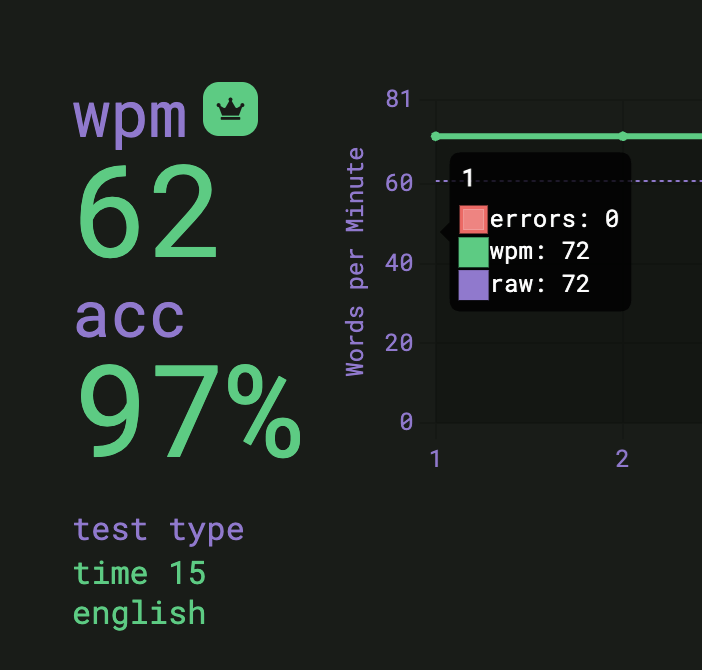 wpm
62
acc
97%
test type
time 15
english
Words per Minute
81
60
40
20
0
1
2
1
errors: 0
wpm: 72
raw: 72